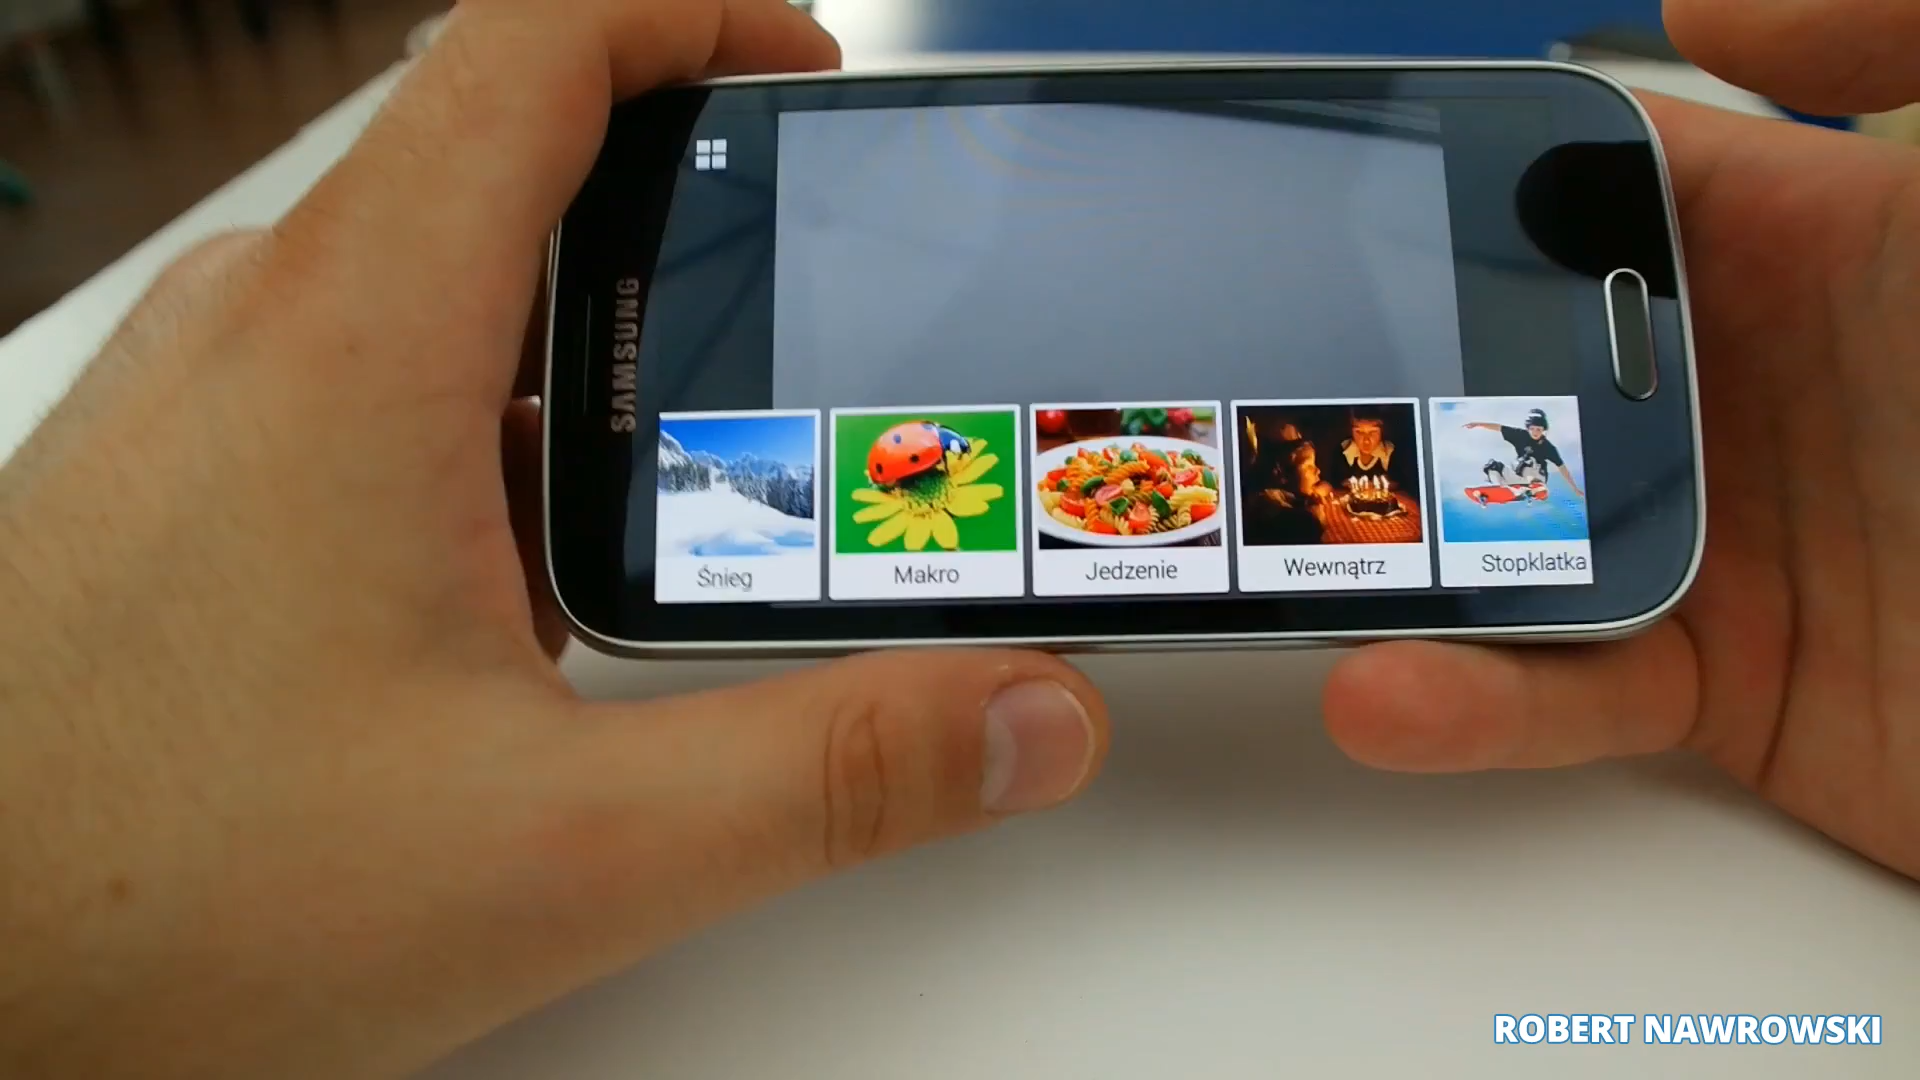 SAMSUNG
Śnieg
Makro
Jedzenie
Wewnątrz
Stopklatka
ROBERT NAWROWSKI